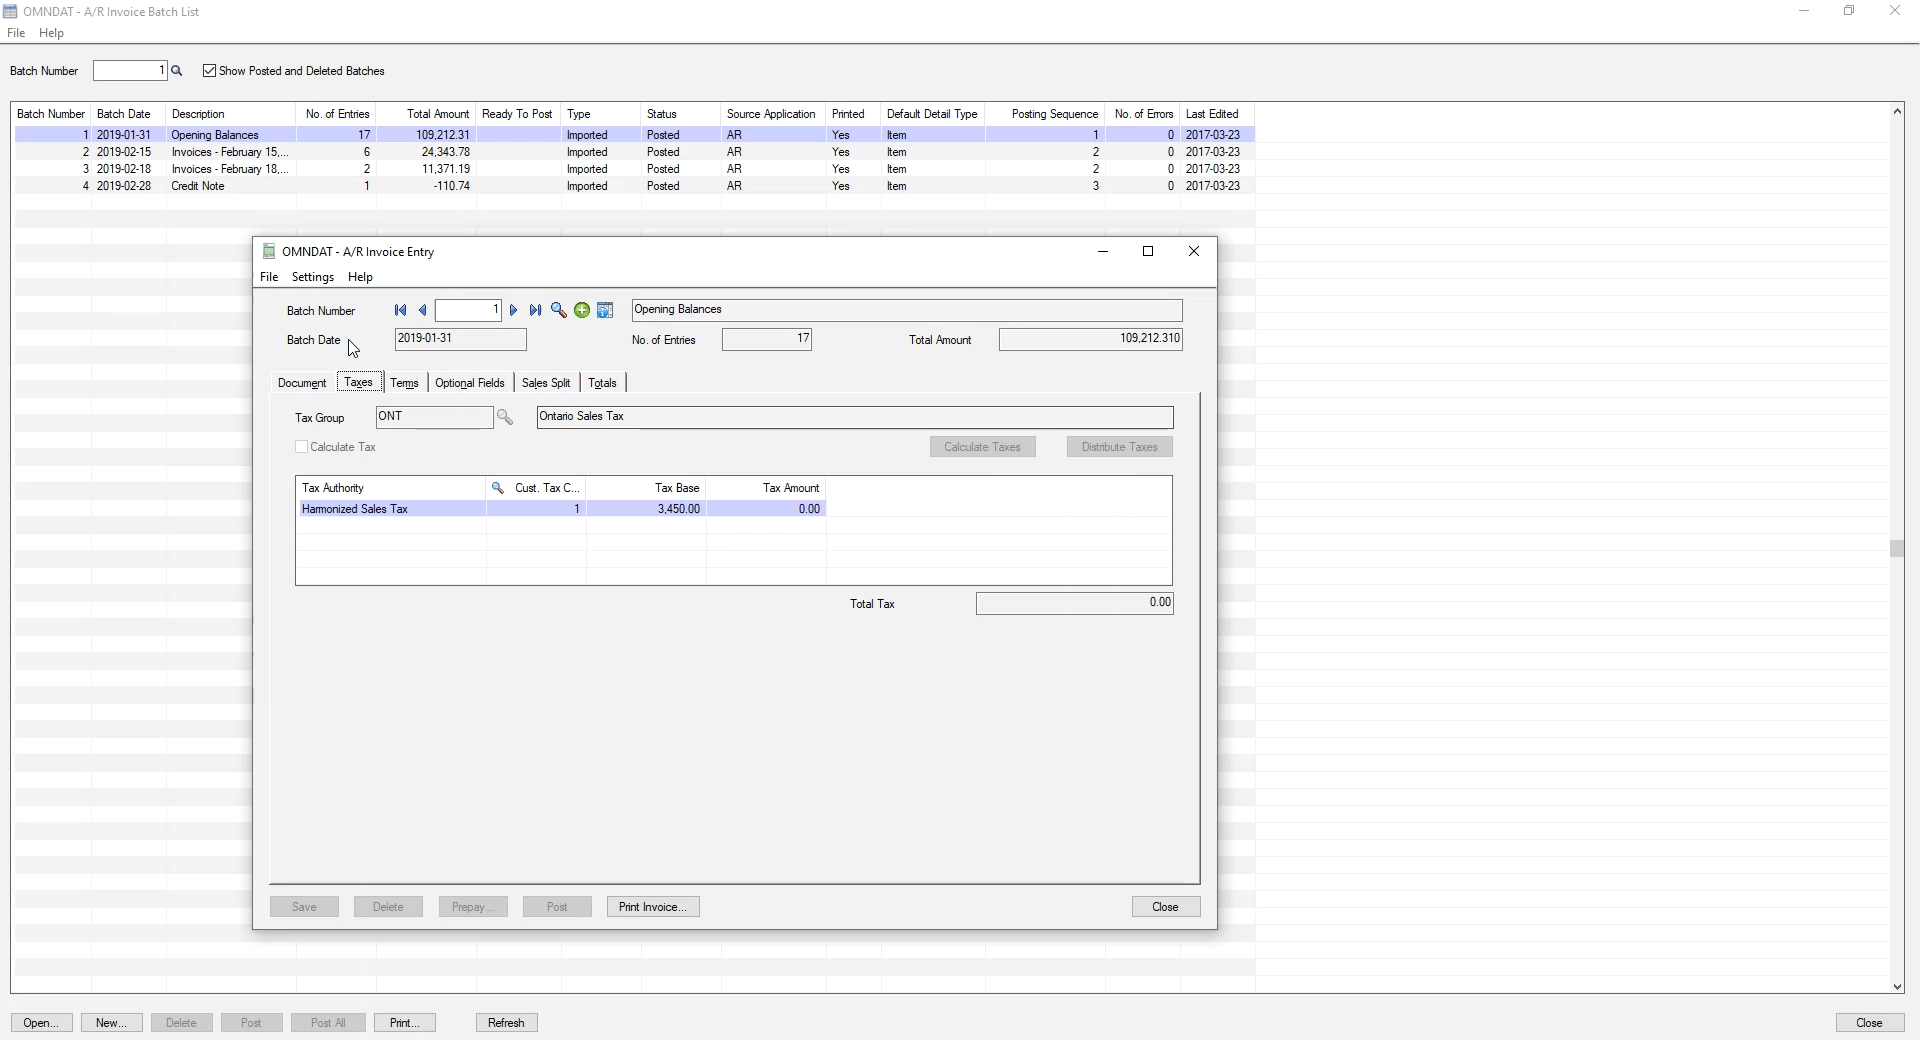 OMNDAT - A/R Invoice Batch List
File Help
Batch Number 1 Show Posted and Deleted Batches
Batch Number Batch Date Description No. of Entries Total Amount Ready To Post Type Status Source Application Printed Default Detail Type Posting Sequence No. of Errors Last Edited
1 2019-01-31 Opening Balances 17 109,212.31 Imported Posted AR Yes Item 1 0 2017-03-23
2 2019-02-15 Invoices - February 15,... 6 24,343.78 Imported Posted AR Yes Item 2 0 2017-03-23
3 2019-02-18 Invoices - February 18,... 2 11,371.19 Imported Posted AR Yes Item 2 0 2017-03-23
4 2019-02-28 Credit Note 1 -110.74 Imported Posted AR Yes Item 3 0 2017-03-23
OMNDAT - A/R Invoice Entry
File Settings Help
Batch Number 1 Opening Balances
Batch Date 2019-01-31 No. of Entries 17 Total Amount 109,212.310
Document Taxes Terms Optional Fields Sales Split Totals
Tax Group ONT Ontario Sales Tax
Calculate Tax Calculate Taxes Distribute Taxes
Tax Authority Cust. Tax C... Tax Base Tax Amount
Harmonized Sales Tax 1 3,450.00 0.00
Total Tax 0.00
Save Delete Prepay... Post Print Invoice... Close
Open... New... Delete Post Post All Print... Refresh Close